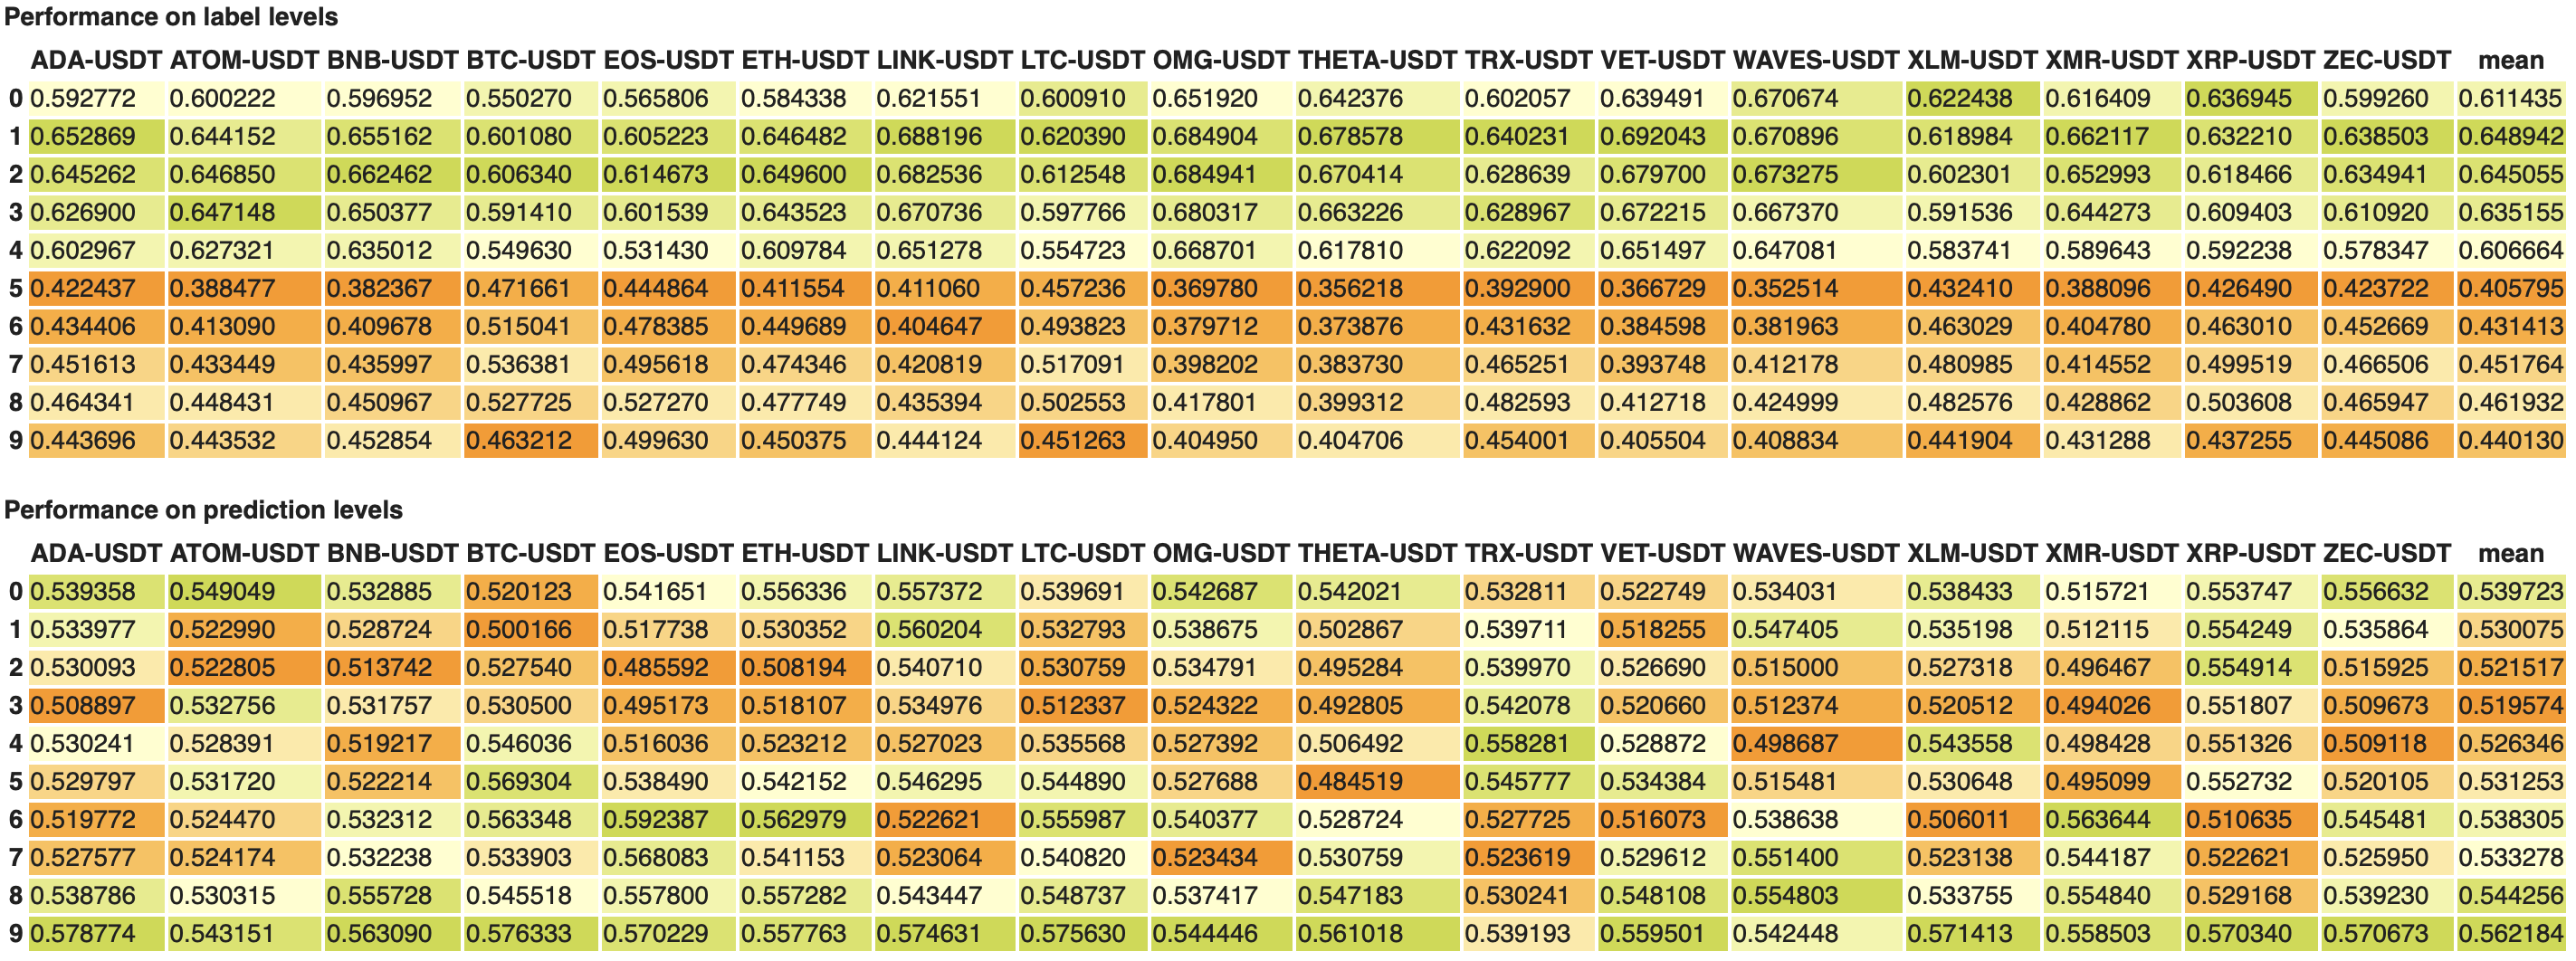 Performance on label levels
ADA-USDT ATOM-USDT BNB-USDT BTC-USDT EOS-USDT ETH-USDT LINK-USDT LTC-USDT OMG-USDT THETA-USDT TRX-USDT VET-USDT WAVES-USDT XLM-USDT XMR-USDT XRP-USDT ZEC-USDT mean
0 0.592772 0.600222 0.596952 0.550270 0.565806 0.584338 0.621551 0.600910 0.651920 0.642376 0.602057 0.639491 0.670674 0.622438 0.616409 0.636945 0.599260 0.611435
1 0.652869 0.644152 0.655162 0.601080 0.605223 0.646482 0.688196 0.620390 0.684904 0.678578 0.640231 0.692043 0.670896 0.618984 0.662117 0.632210 0.638503 0.648942
2 0.645262 0.646850 0.662462 0.606340 0.614673 0.649600 0.682536 0.612548 0.684941 0.670414 0.628639 0.679700 0.673275 0.602301 0.652993 0.618466 0.634941 0.645055
3 0.626900 0.647148 0.650377 0.591410 0.601539 0.643523 0.670736 0.597766 0.680317 0.663226 0.628967 0.672215 0.667370 0.591536 0.644273 0.609403 0.610920 0.635155
4 0.602967 0.627321 0.635012 0.549630 0.531430 0.609784 0.651278 0.554723 0.668701 0.617810 0.622092 0.651497 0.647081 0.583741 0.589643 0.592238 0.578347 0.606664
5 0.422437 0.388477 0.382367 0.471661 0.444864 0.411554 0.411060 0.457236 0.369780 0.356218 0.392900 0.366729 0.352514 0.432410 0.388096 0.426490 0.423722 0.405795
6 0.434406 0.413090 0.409678 0.515041 0.478385 0.449689 0.404647 0.493823 0.379712 0.373876 0.431632 0.384598 0.381963 0.463029 0.404780 0.463010 0.452669 0.431413
7 0.451613 0.433449 0.435997 0.536381 0.495618 0.474346 0.420819 0.517091 0.398202 0.383730 0.465251 0.393748 0.412178 0.480985 0.414552 0.499519 0.466506 0.451764
8 0.464341 0.448431 0.450967 0.527725 0.527270 0.477749 0.435394 0.502553 0.417801 0.399312 0.482593 0.412718 0.424999 0.482576 0.428862 0.503608 0.465947 0.461932
9 0.443696 0.443532 0.452854 0.463212 0.499630 0.450375 0.444124 0.451263 0.404950 0.404706 0.454001 0.405504 0.408834 0.441904 0.431288 0.437255 0.445086 0.440130
Performance on prediction levels
ADA-USDT ATOM-USDT BNB-USDT BTC-USDT EOS-USDT ETH-USDT LINK-USDT LTC-USDT OMG-USDT THETA-USDT TRX-USDT VET-USDT WAVES-USDT XLM-USDT XMR-USDT XRP-USDT ZEC-USDT mean
0 0.539358 0.549049 0.532885 0.520123 0.541651 0.556336 0.557372 0.539691 0.542687 0.542021 0.532811 0.522749 0.534031 0.538433 0.515721 0.553747 0.556632 0.539723
1 0.533977 0.522990 0.528724 0.500166 0.517738 0.530352 0.560204 0.532793 0.538675 0.502867 0.539711 0.518255 0.547405 0.535198 0.512115 0.554249 0.535864 0.530075
2 0.530093 0.522805 0.513742 0.527540 0.485592 0.508194 0.540710 0.530759 0.534791 0.495284 0.539970 0.526690 0.515000 0.527318 0.496467 0.554914 0.515925 0.521517
3 0.508897 0.532756 0.531757 0.530500 0.495173 0.518107 0.534976 0.512337 0.524322 0.492805 0.542078 0.520660 0.512374 0.520512 0.494026 0.551807 0.509673 0.519574
4 0.530241 0.528391 0.519217 0.546036 0.516036 0.523212 0.527023 0.535568 0.527392 0.506492 0.558281 0.528872 0.498687 0.543558 0.498428 0.551326 0.509118 0.526346
5 0.529797 0.531720 0.522214 0.569304 0.538490 0.542152 0.546295 0.544890 0.527688 0.484519 0.545777 0.534384 0.515481 0.530648 0.495099 0.552732 0.520105 0.531253
6 0.519772 0.524470 0.532312 0.563348 0.592387 0.562979 0.522621 0.555987 0.540377 0.528724 0.527725 0.516073 0.538638 0.506011 0.563644 0.510635 0.545481 0.538305
7 0.527577 0.524174 0.532238 0.533903 0.568083 0.541153 0.523064 0.540820 0.523434 0.530759 0.523619 0.529612 0.551400 0.523138 0.544187 0.522621 0.525950 0.533278
8 0.538786 0.530315 0.555728 0.545518 0.557800 0.557282 0.543447 0.548737 0.537417 0.547183 0.530241 0.548108 0.554803 0.533755 0.554840 0.529168 0.539230 0.544256
9 0.578774 0.543151 0.563090 0.576333 0.570229 0.557763 0.574631 0.575630 0.544446 0.561018 0.539193 0.559501 0.542448 0.571413 0.558503 0.570340 0.570673 0.562184